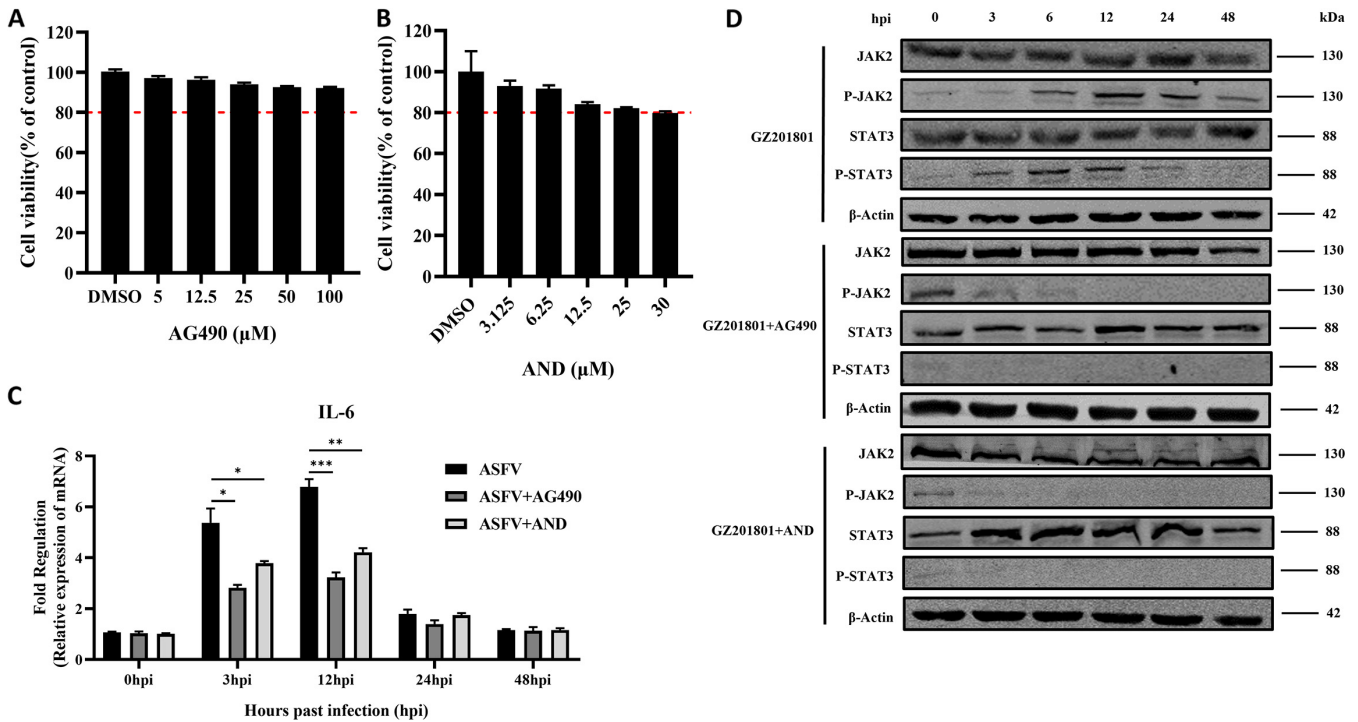 A
Cell viability(% of control)
120
100
80
60
40
20
0
DMSO 5 12.5 25 50 100
AG490 (μM)
B
Cell viability(% of control)
120
100
80
60
40
20
0
DMSO 3.125 6.25 12.5 25 30
AND (μM)
C
IL-6
Fold Regulation
(Relative expression of mRNA)
8
6
4
2
0
* *
*** **
ASFV
ASFV+AG490
ASFV+AND
0hpi 3hpi 12hpi 24hpi 48hpi
Hours past infection (hpi)
D
hpi 0 3 6 12 24 48 kDa
GZ201801
JAK2 130
P-JAK2 130
STAT3 88
P-STAT3 88
β-Actin 42
GZ201801+AG490
JAK2 130
P-JAK2 130
STAT3 88
P-STAT3 88
β-Actin 42
GZ201801+AND
JAK2 130
P-JAK2 130
STAT3 88
P-STAT3 88
β-Actin 42